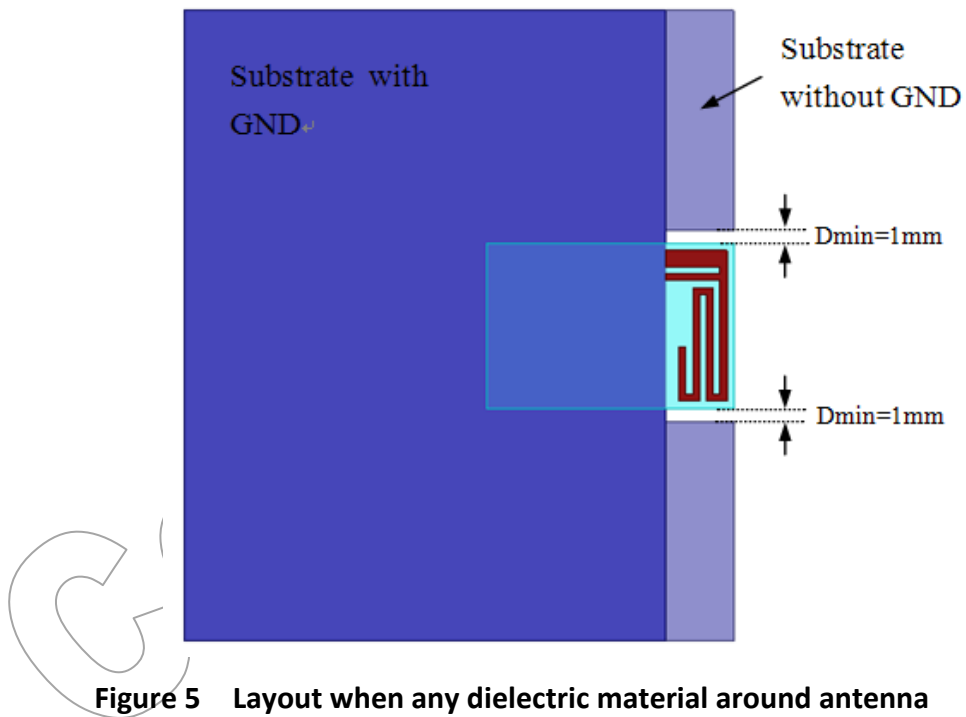 Substrate with
GND↵
Substrate
without GND
Dmin=1mm
Dmin=1mm
Figure 5 Layout when any dielectric material around antenna